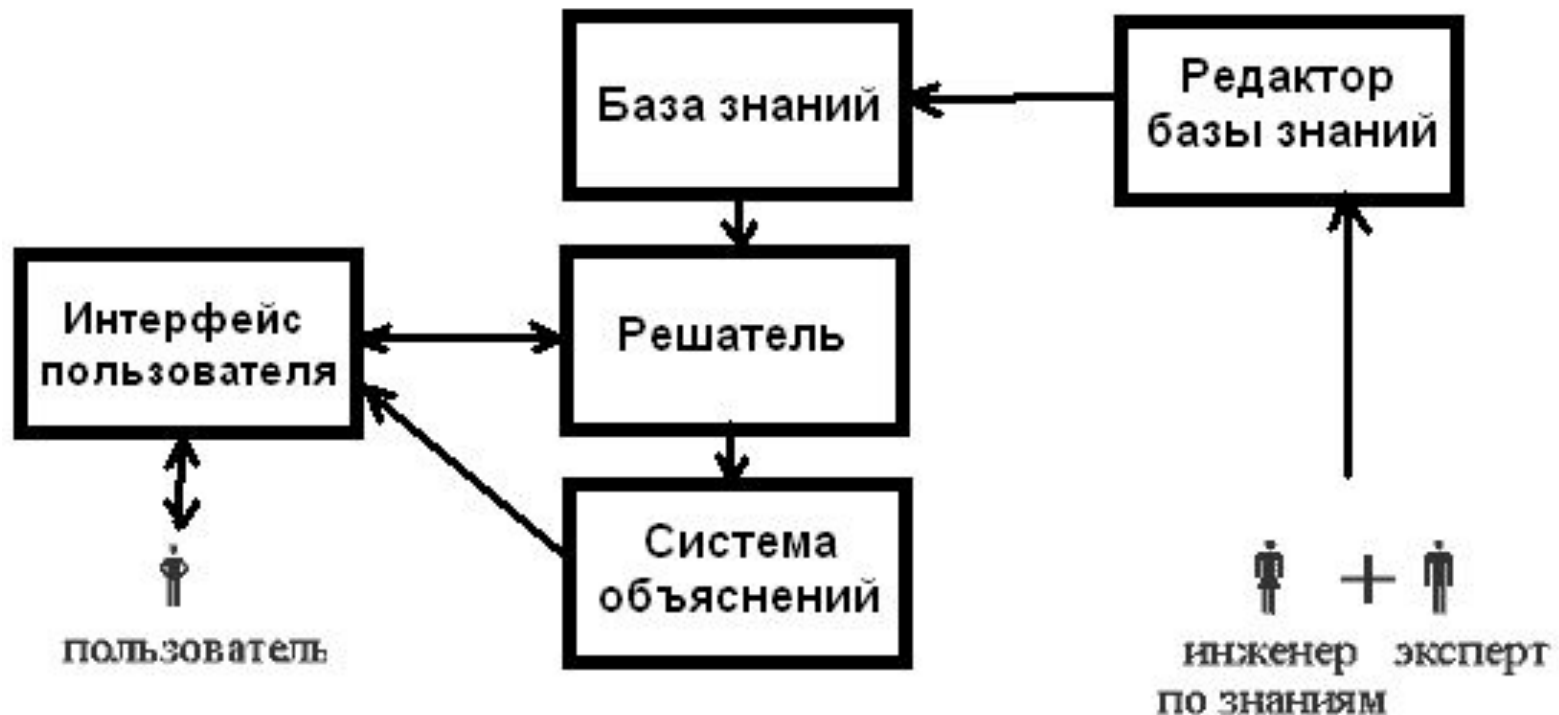 База знаний
Редактор
базы знаний
Интерфейс
пользователя
Решатель
Система
объяснений
пользователь
инженер эксперт
по знаниям